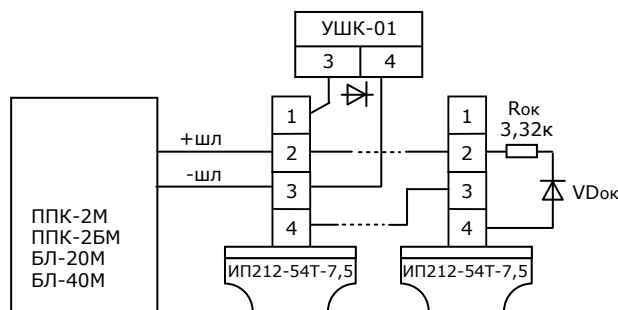 УШК-01
3 4
1
2
3
4
+шл
-шл
1
2
3
4
Rок
3,32к
VDок
ППК-2М
ППК-2БМ
БЛ-20М
БЛ-40М
ИП212-54Т-7,5
ИП212-54Т-7,5